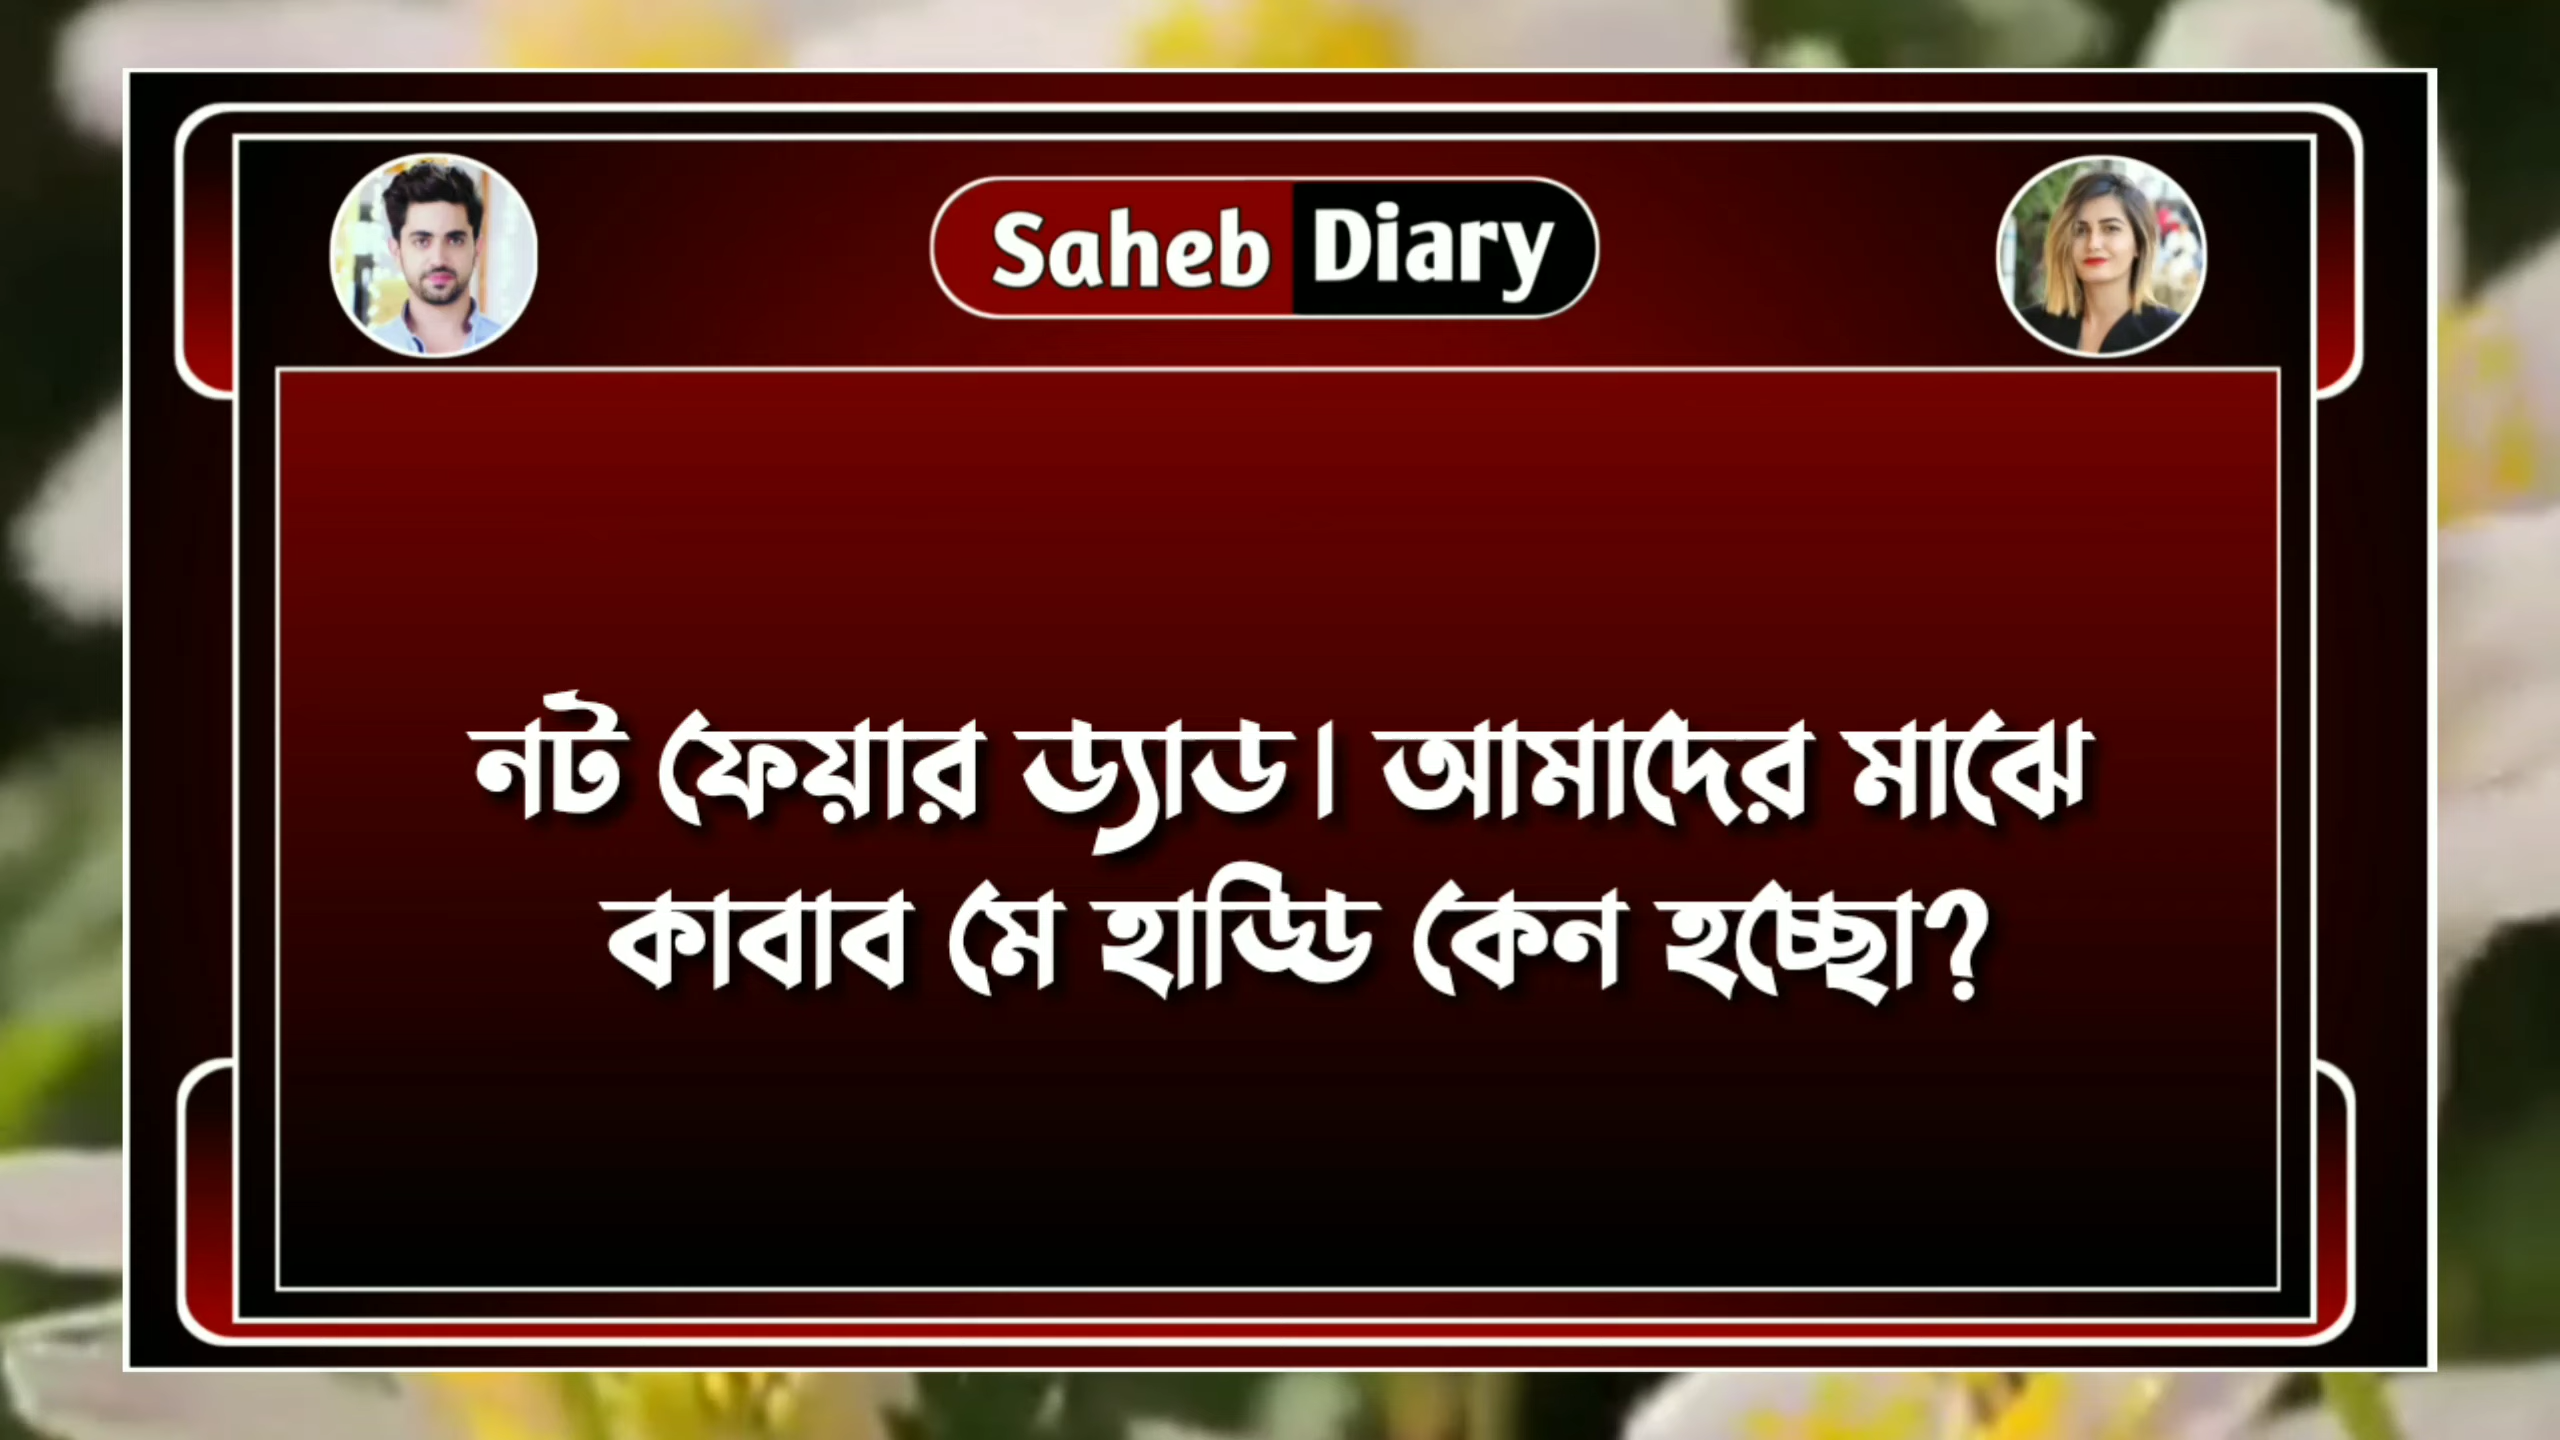 Saheb Diary
নট ফেয়ার ড্যাড। আমাদের মাঝে
কাবাব মে হাড্ডি কেন হচ্ছো?